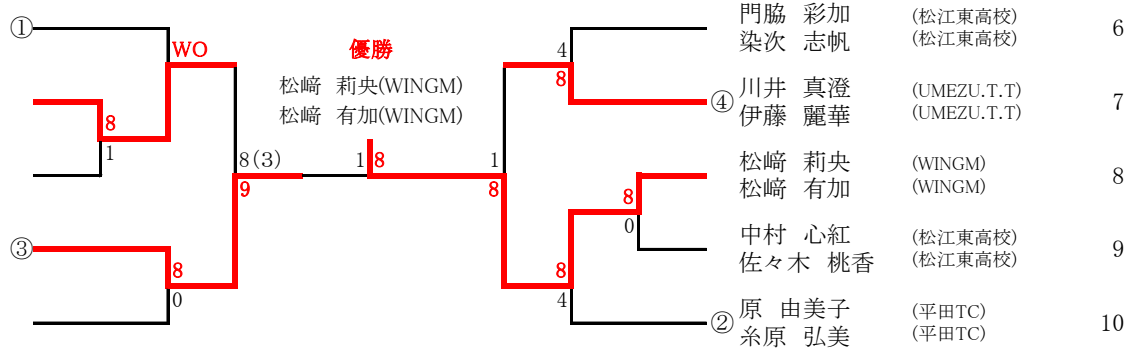 ①
WO
8
1
③
8
0
優勝
松﨑 莉央(WINGM)
松﨑 有加(WINGM)
8(3)
9
1
8
4
8
1
8
8
0
8
4
門脇 彩加 (松江東高校) 6
染次 志帆 (松江東高校)
④ 川井 真澄 (UMEZU.T.T) 7
伊藤 麗華 (UMEZU.T.T)
松﨑 莉央 (WINGM) 8
松﨑 有加 (WINGM)
中村 心紅 (松江東高校) 9
佐々木 桃香 (松江東高校)
② 原 由美子 (平田TC) 10
糸原 弘美 (平田TC)